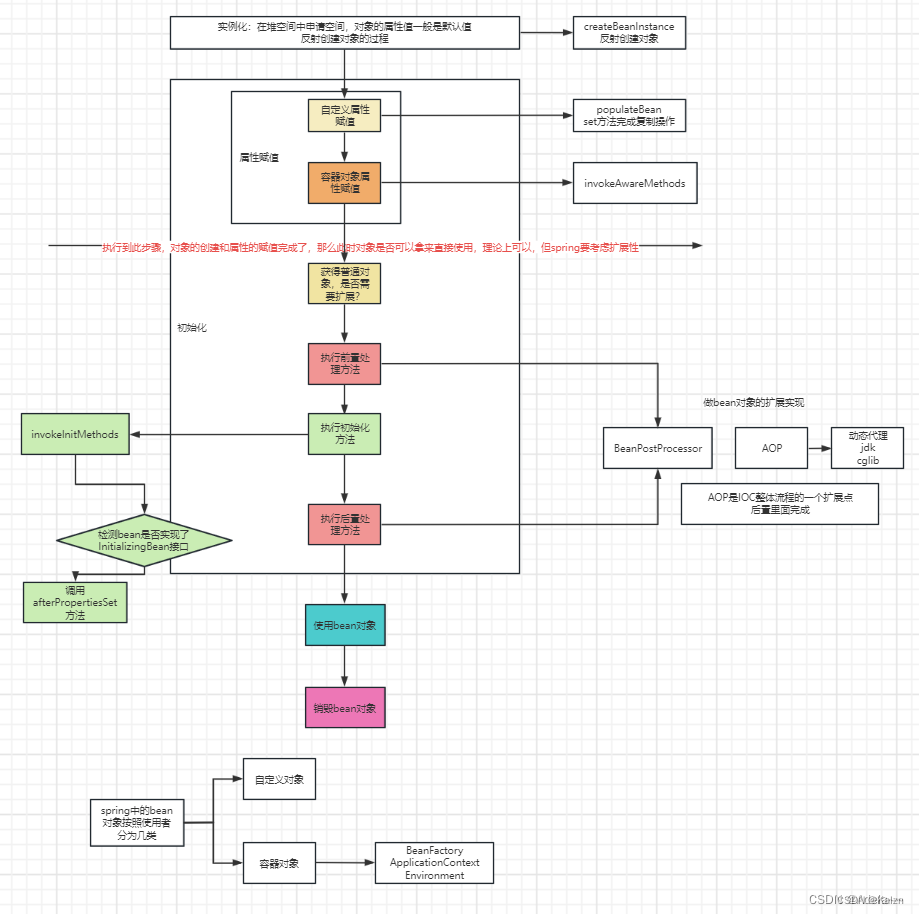 实例化：在堆空间中申请空间，对象的属性值一般是默认值
反射创建对象的过程
createBeanInstance
反射创建对象
自定义属性
赋值
populateBean
set方法完成复制操作
属性赋值
容器对象属
性赋值
invokeAwareMethods
执行到此步骤，对象的创建和属性的赋值完成了，那么此时对象是否可以拿来直接使用，理论上可以，但spring要考虑扩展性
获得普通对
象，是否需
要扩展？
初始化
执行前置处
理方法
做bean对象的扩展实现
invokeInitMethods
执行初始化
方法
BeanPostProcessor
AOP
动态代理
jdk
cglib
AOP是IOC整体流程的一个扩展点
后置里面完成
执行后置处
理方法
检测bean是否实现了
InitializingBean接口
调用
afterPropertiesSet
方法
使用bean对象
销毁bean对象
自定义对象
spring中的bean
对象按照使用者
分为几类
容器对象
BeanFactory
ApplicationContext
Environment